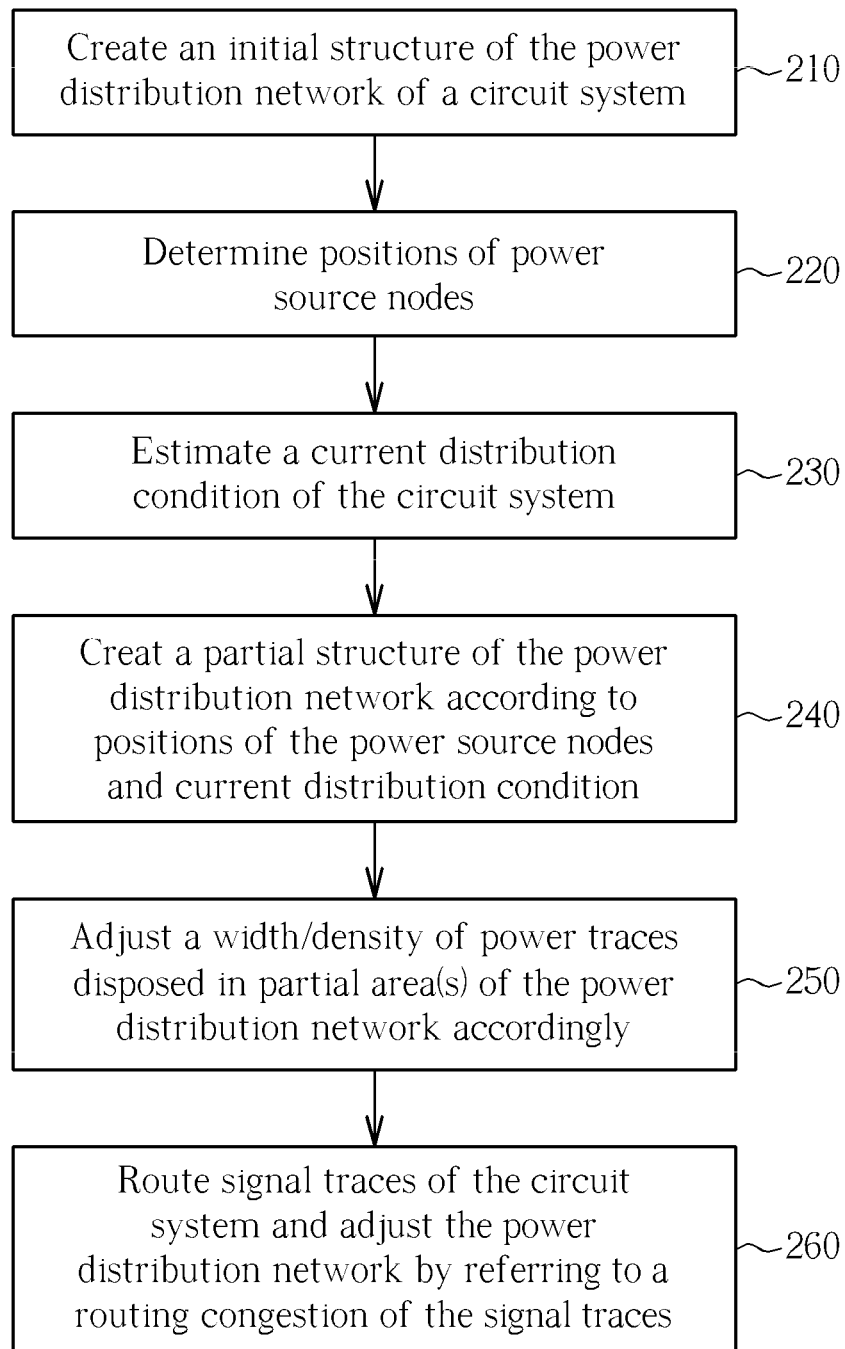 Create an initial structure of the power
distribution network of a circuit system
210
Determine positions of power
source nodes
220
Estimate a current distribution
condition of the circuit system
230
Creat a partial structure of the power
distribution network according to
positions of the power source nodes
and current distribution condition
240
Adjust a width/density of power traces
disposed in partial area(s) of the power
distribution network accordingly
250
Route signal traces of the circuit
system and adjust the power
distribution network by referring to a
routing congestion of the signal traces
260